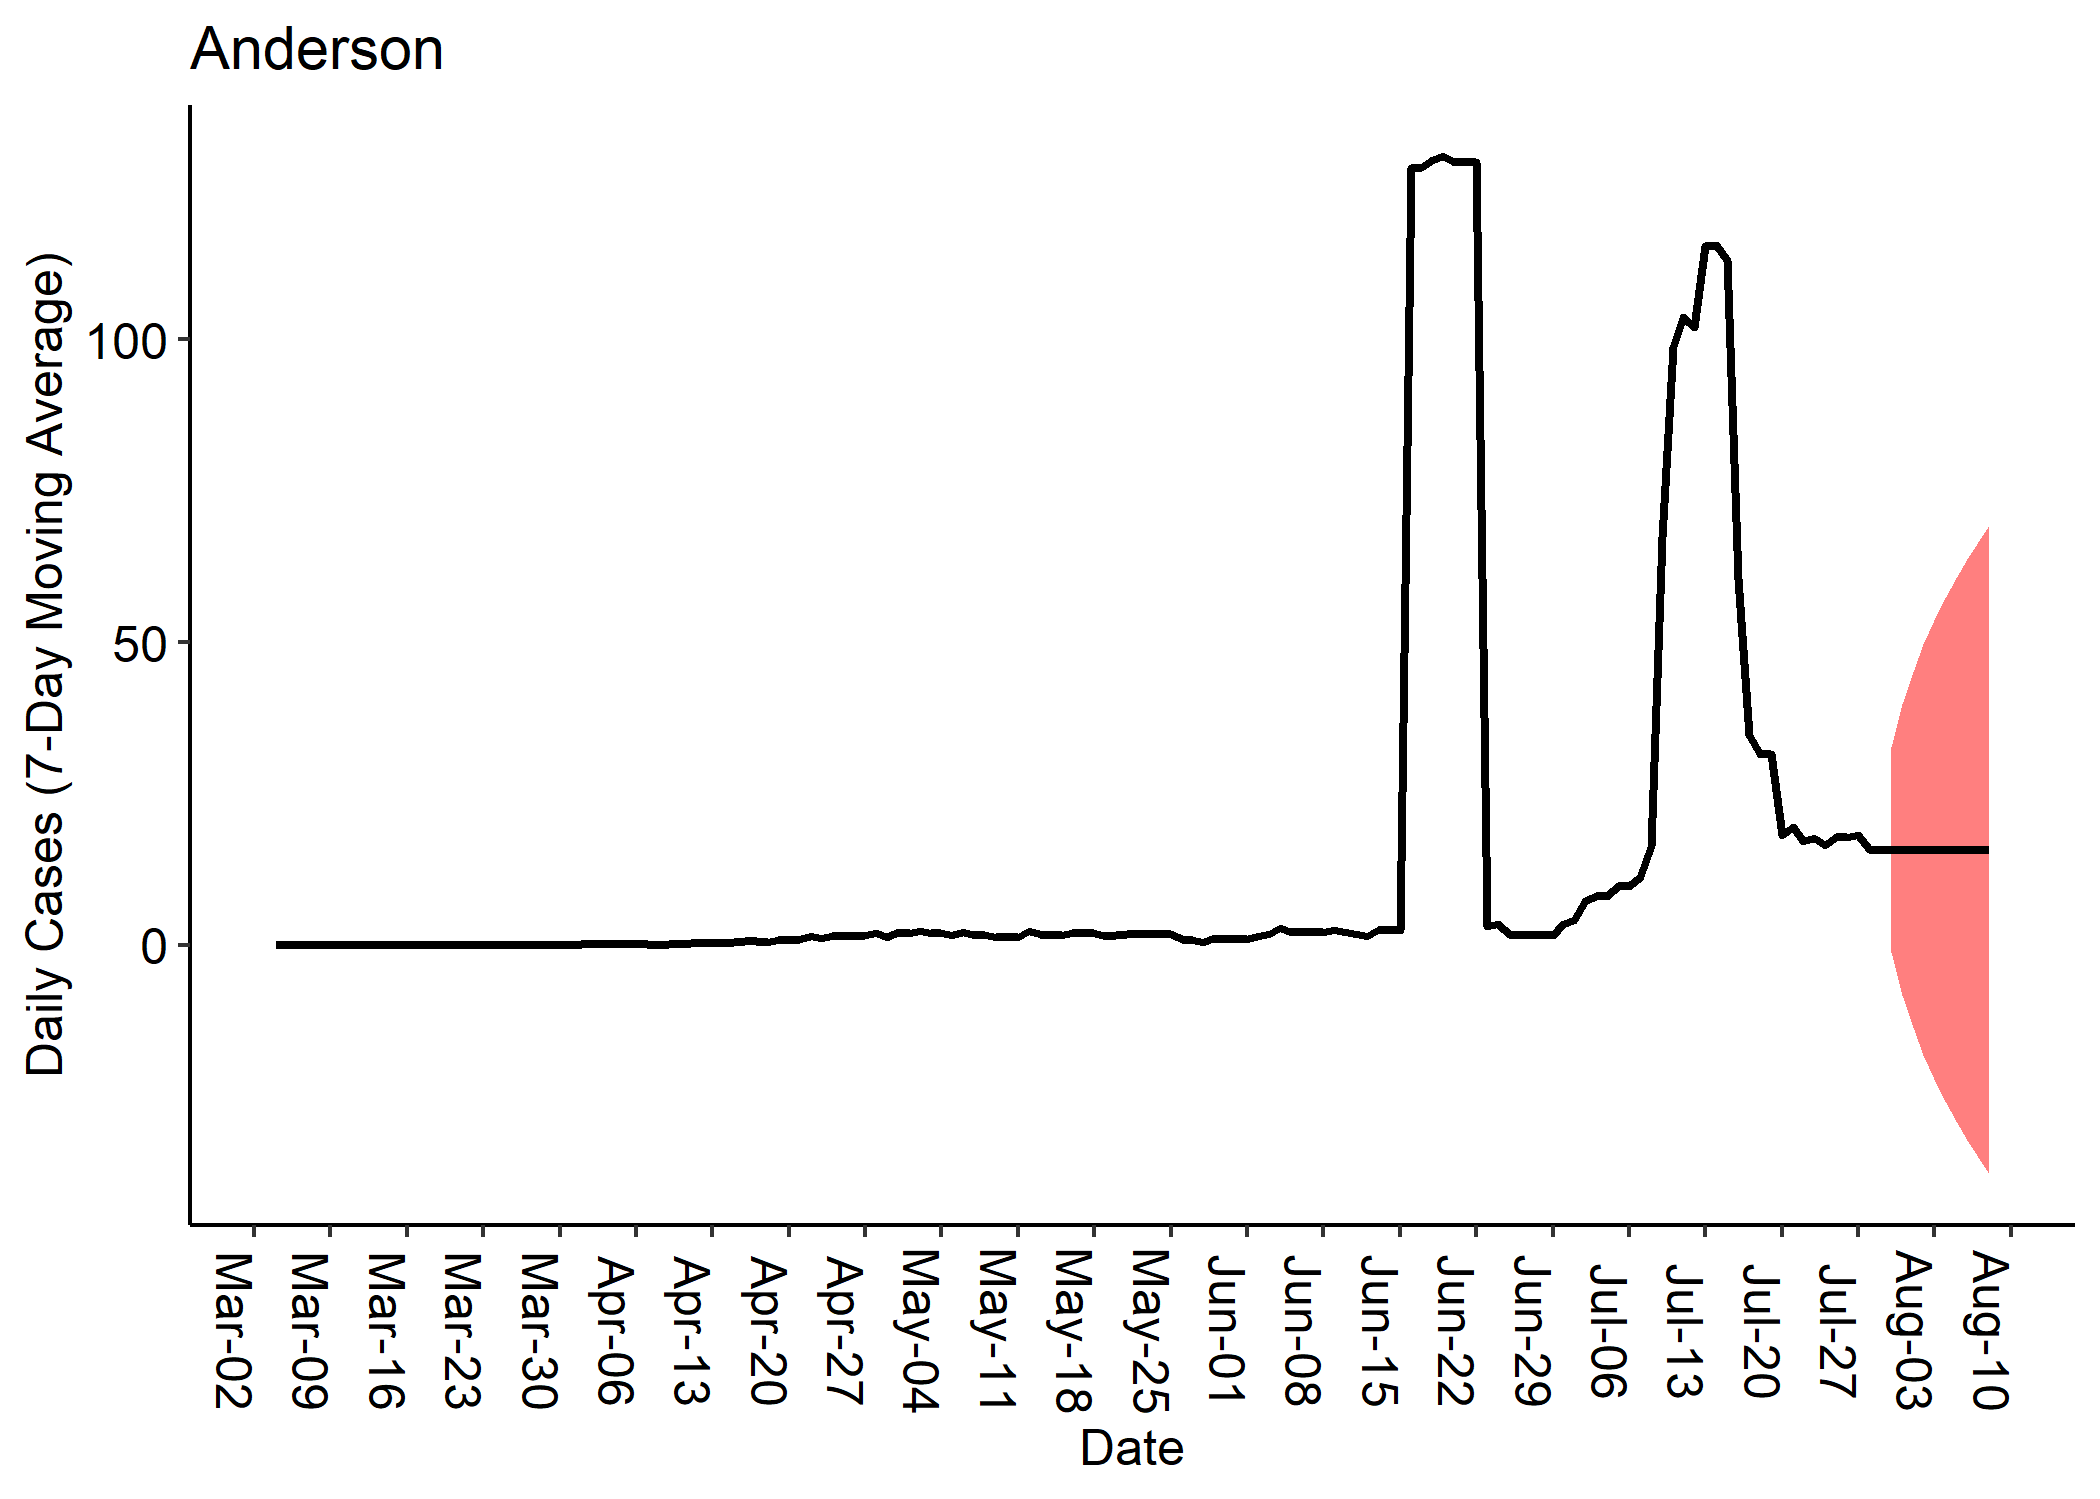 Anderson
Daily Cases (7-Day Moving Average)
100
50
0
Mar-02
Mar-09
Mar-16
Mar-23
Mar-30
Apr-06
Apr-13
Apr-20
Apr-27
May-04
May-11
May-18
May-25
Jun-01
Jun-08
Jun-15
Jun-22
Jun-29
Jul-06
Jul-13
Jul-20
Jul-27
Aug-03
Aug-10
Date